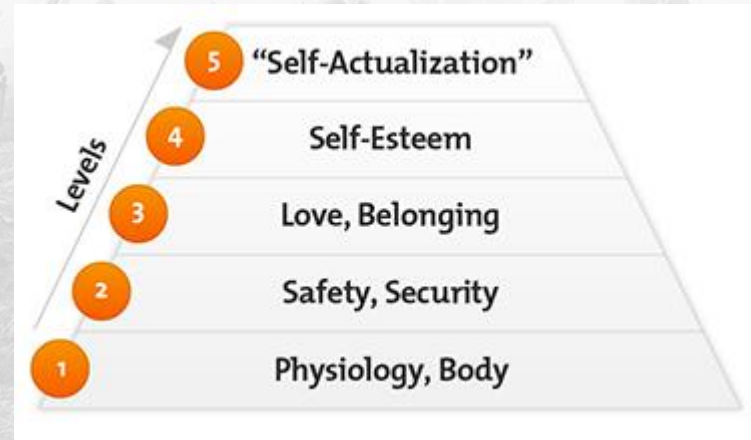 5 “Self-Actualization”
4 Self-Esteem
Levels
3 Love, Belonging
2 Safety, Security
1 Physiology, Body